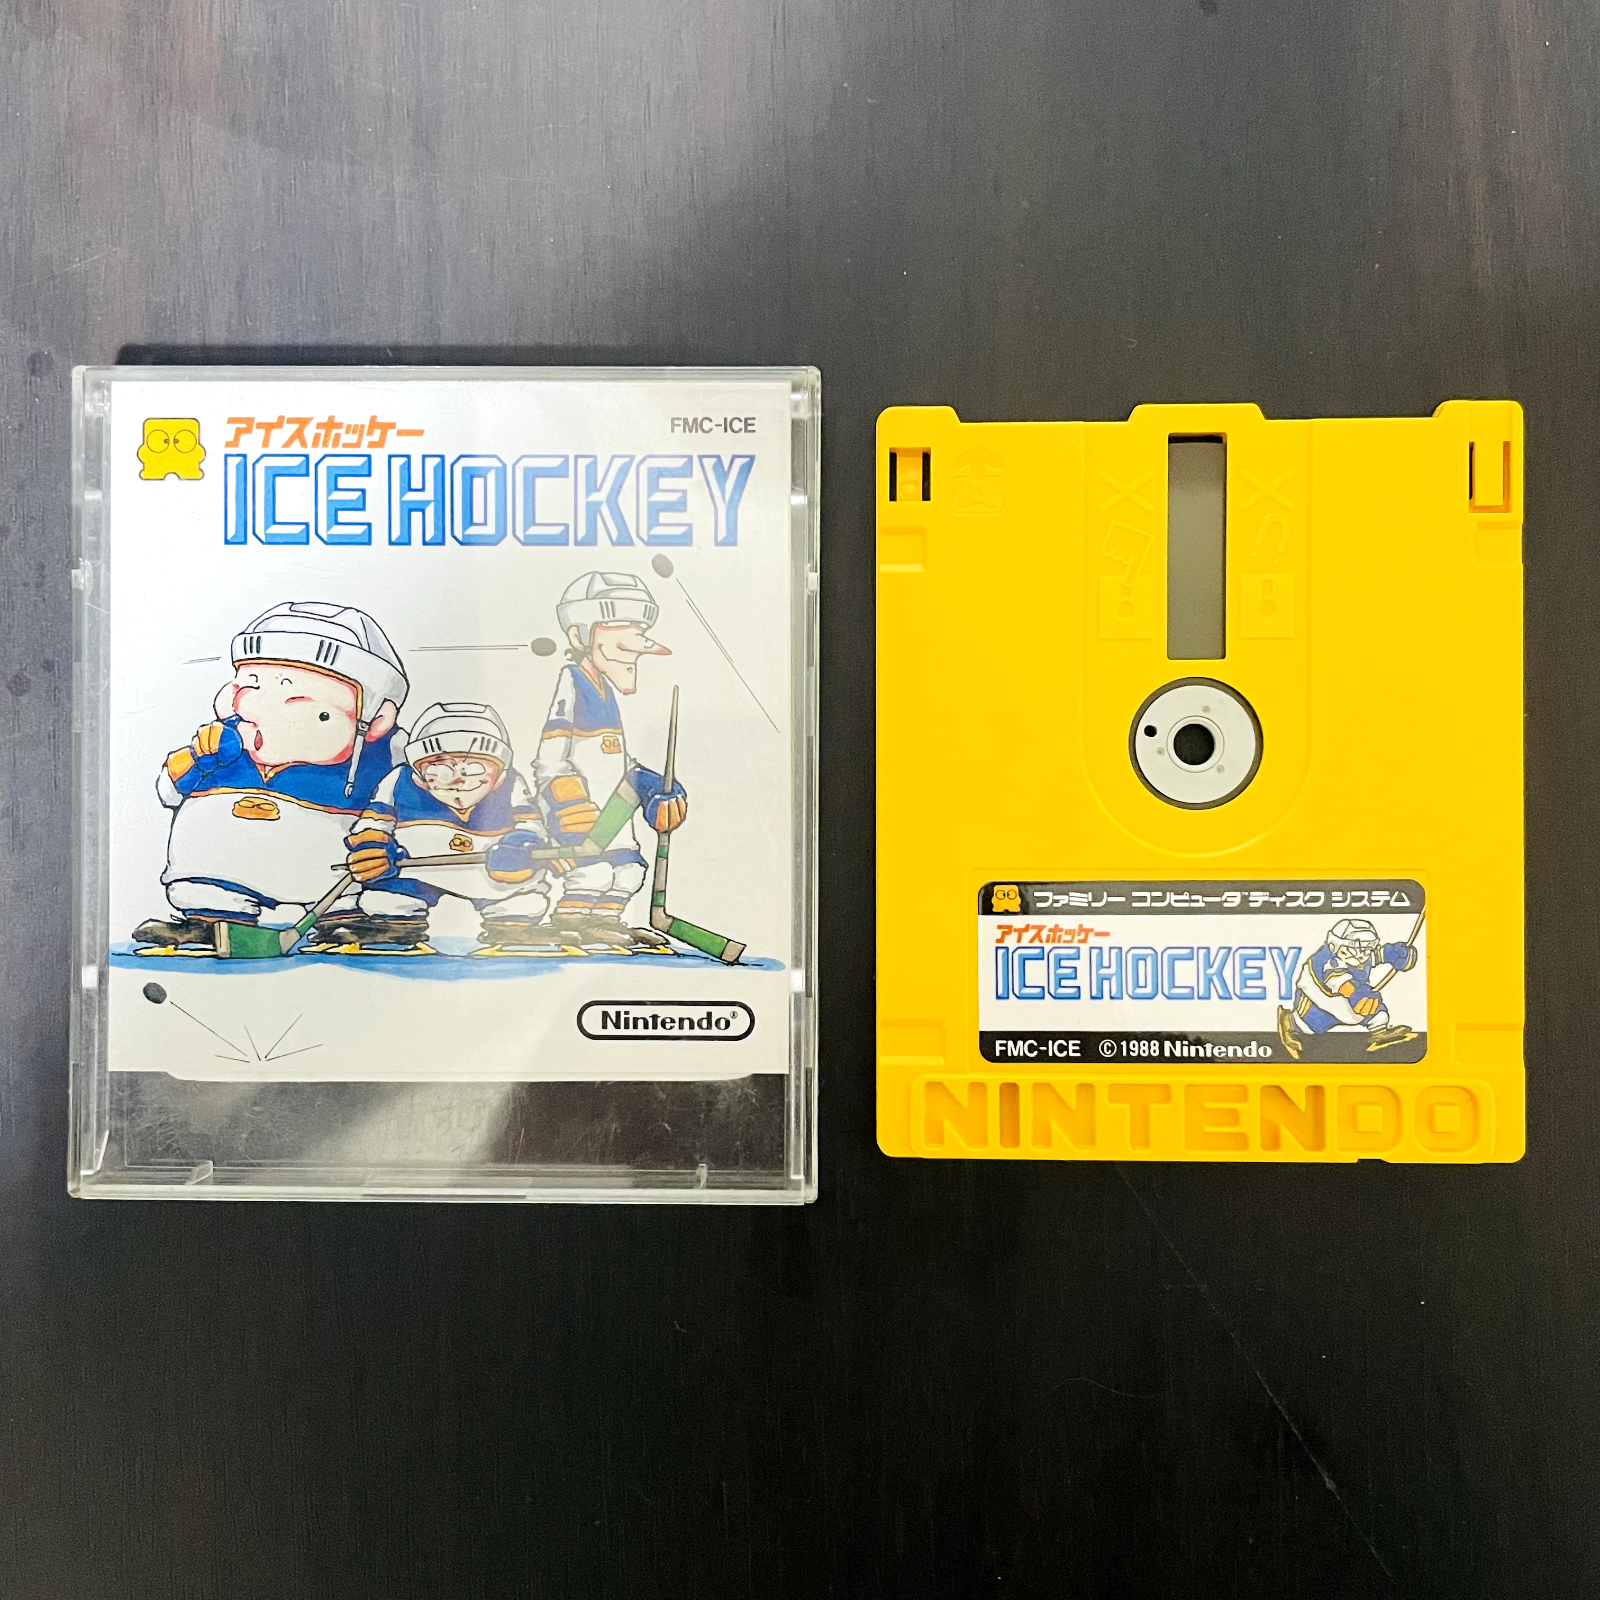 アイスホッケー
FMC-ICE
ICE HOCKEY
1
Nintendo®
ファミリー コンピュータ ディスク システム
アイスホッケー
ICE HOCKEY
FMC-ICE ©1988 Nintendo
NINTENDO